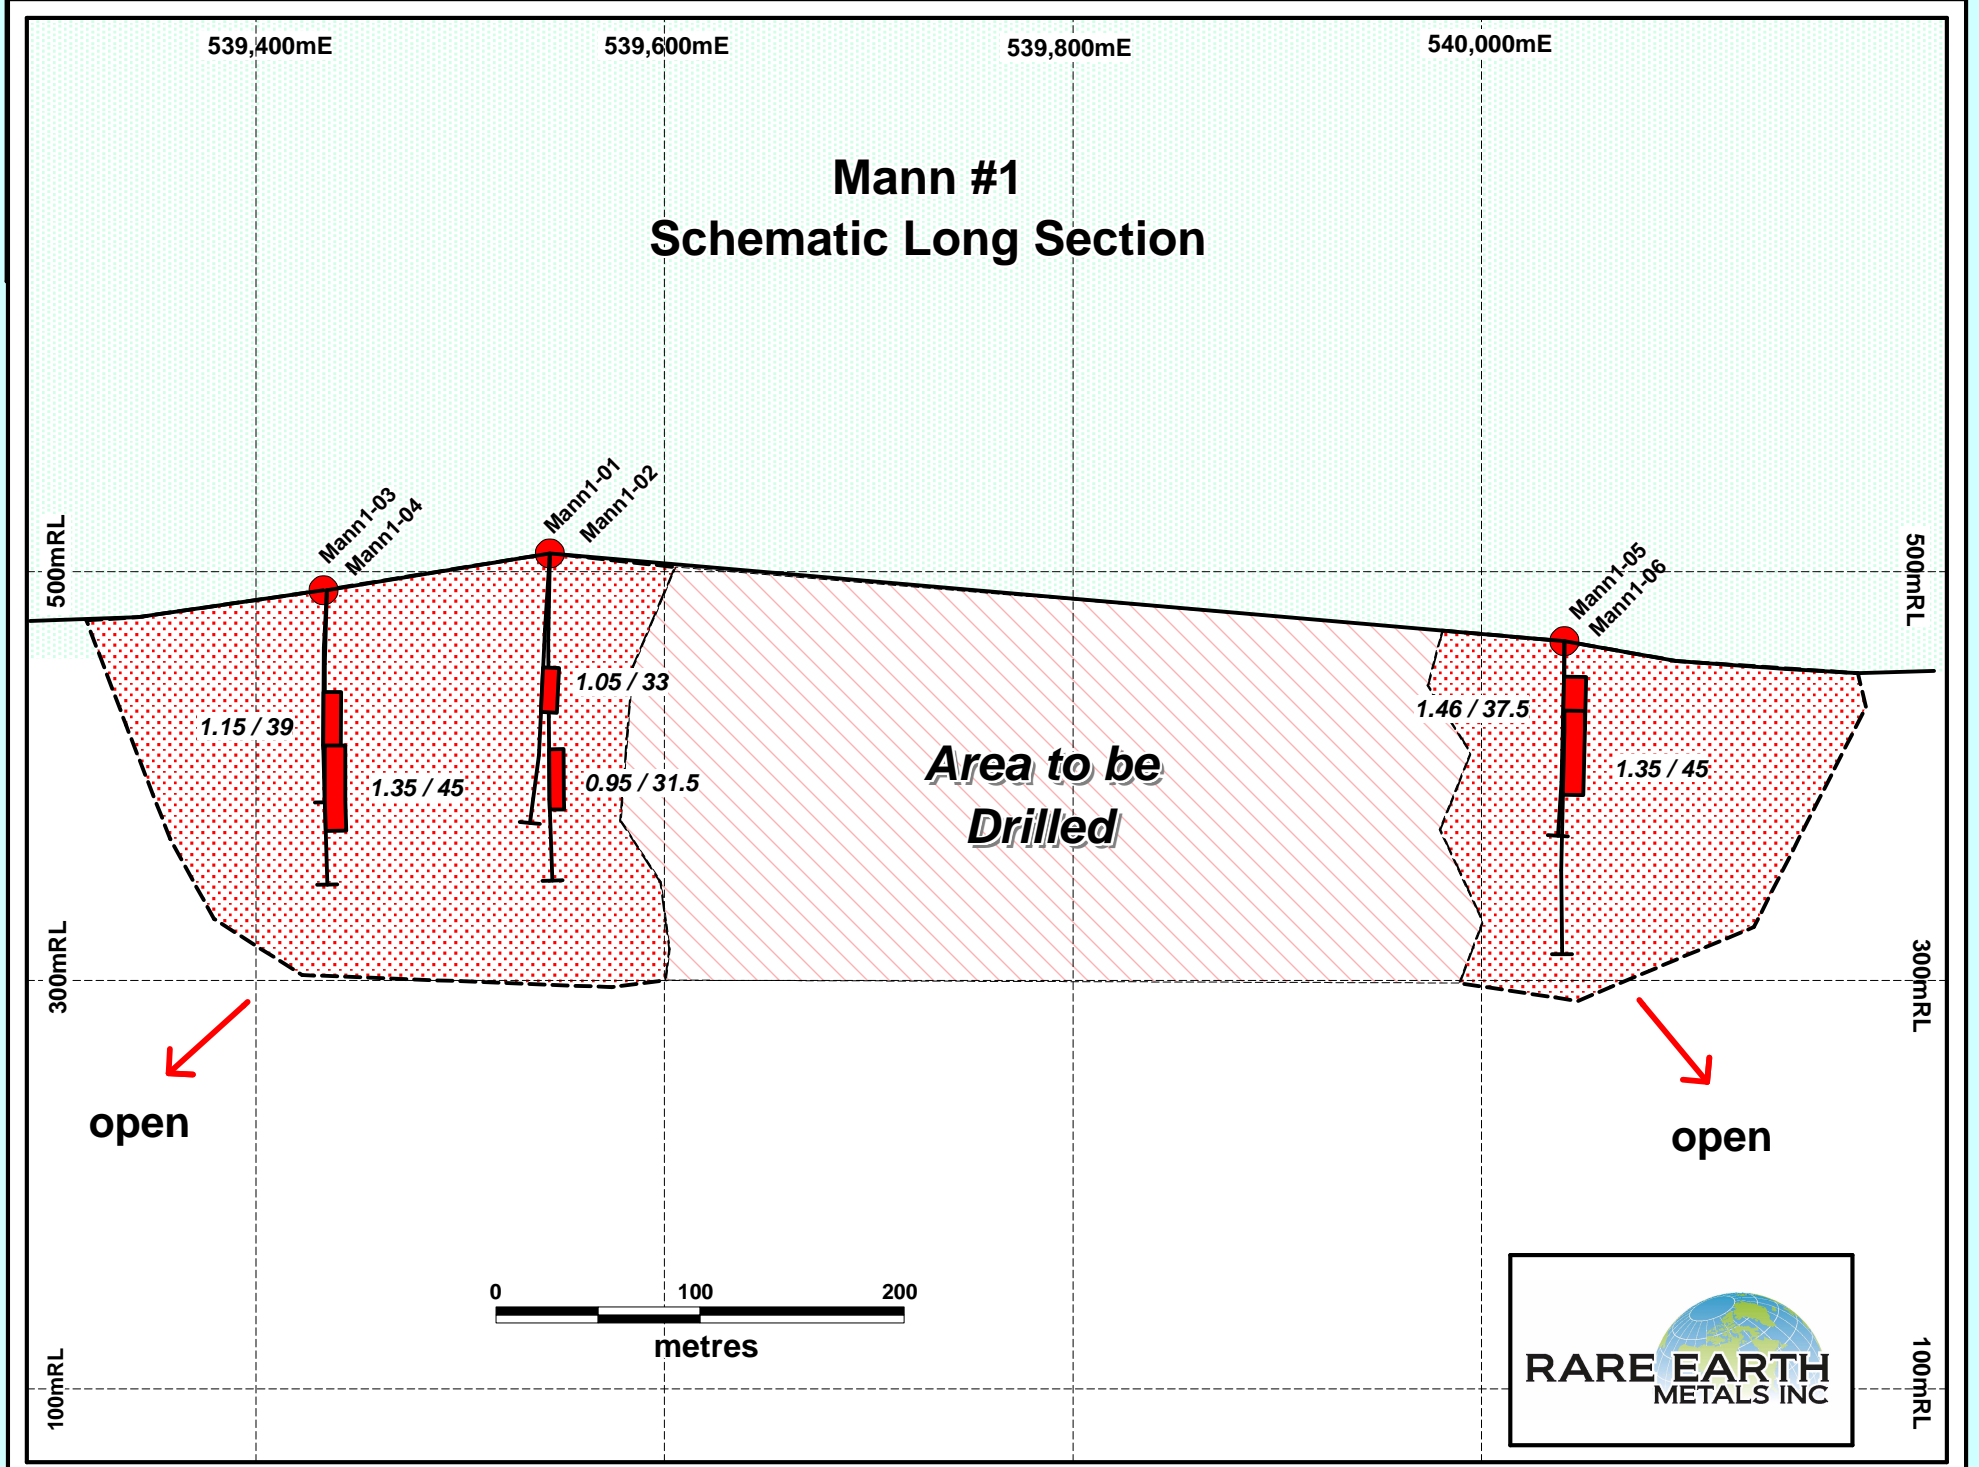 539,400mE
539,600mE
539,800mE
540,000mE
Mann #1
Schematic Long Section
Mann1-03
Mann1-04
Mann1-01
Mann1-02
Mann1-05
Mann1-06
500mRL
500mRL
1.05 / 33
1.15 / 39
1.46 / 37.5
1.35 / 45
0.95 / 31.5
Area to be
Drilled
1.35 / 45
300mRL
300mRL
open
open
0 100 200
metres
100mRL
100mRL
RARE EARTH
METALS INC